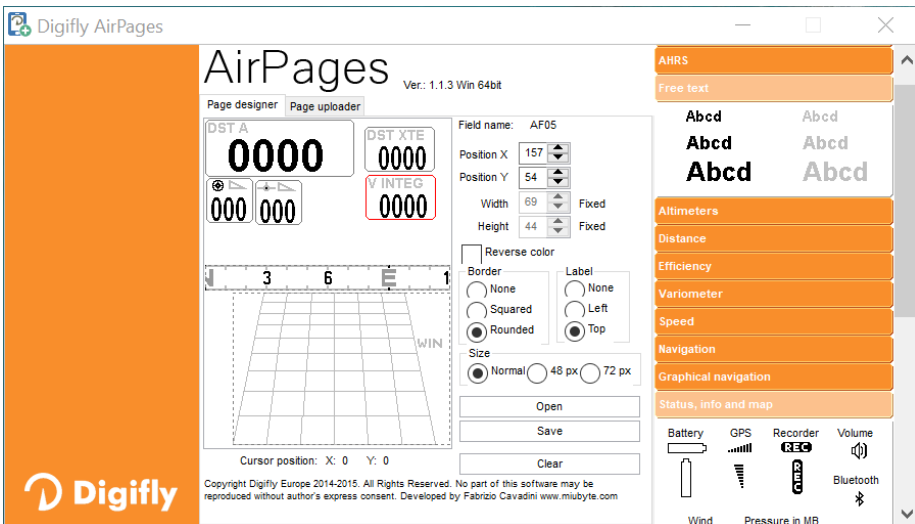 Digifly AirPages
AirPages
Ver.: 1.1.3 Win 64bit
Page designer
Page uploader
DST A
0000
DST XTE
0000
000
000
V INTEG
0000
3
6
E
1
WIN
Cursor position: X: 0 Y: 0
Field name: AF05
Position X 157
Position Y 54
Width 69 Fixed
Height 44 Fixed
Reverse color
Border
None
Squared
Rounded
Label
None
Left
Top
Size
Normal 48 px 72 px
Open
Save
Clear
Copyright Digifly Europe 2014-2015. All Rights Reserved. No part of this software may be
reproduced without author's express consent. Developed by Fabrizio Cavadini www.miubyte.com
Digifly
AHRS
Free text
Abcd Abcd
Abcd Abcd
Abcd Abcd
Altimeters
Distance
Efficiency
Variometer
Speed
Navigation
Graphical navigation
Status, info and map
Battery GPS Recorder Volume
REC
REC
Bluetooth
Wind Pressure in MB